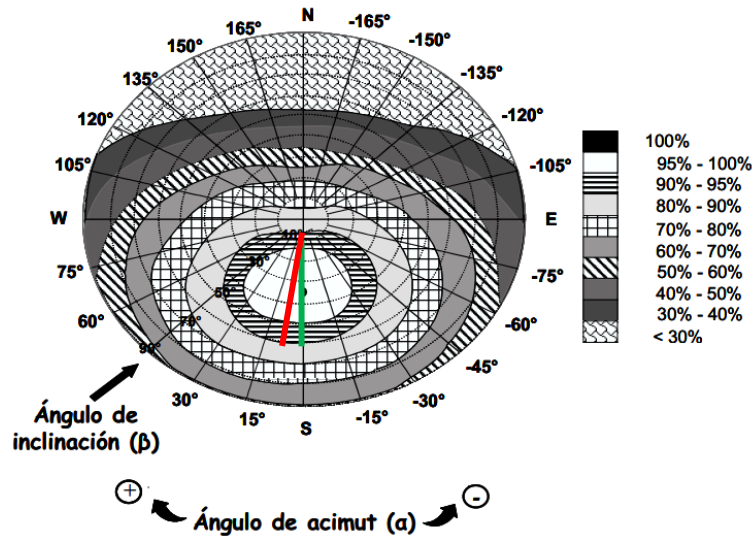 N
165°
-165°
150°
-150°
135°
-135°
120°
-120°
105°
-105°
W
E
75°
-75°
60°
-60°
-45°
30°
-30°
15°
-15°
S
10°
30°
50°
70°
90°
100%
95% - 100%
90% - 95%
80% - 90%
70% - 80%
60% - 70%
50% - 60%
40% - 50%
30% - 40%
< 30%
Ángulo de
inclinación (β)
+
-
Ángulo de acimut (α)